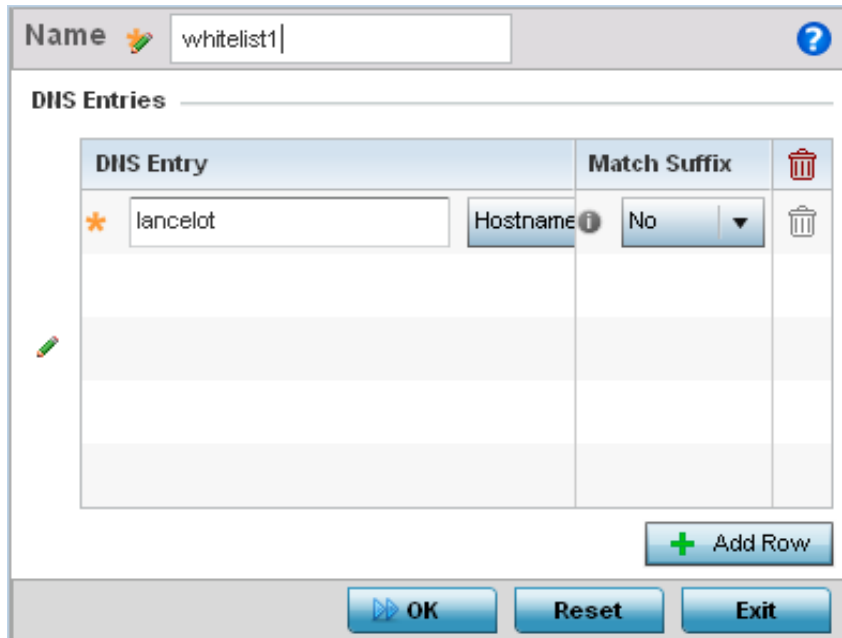 Name whitelist1
DNS Entries
DNS Entry Match Suffix
lancelot Hostname No
Add Row
OK Reset Exit